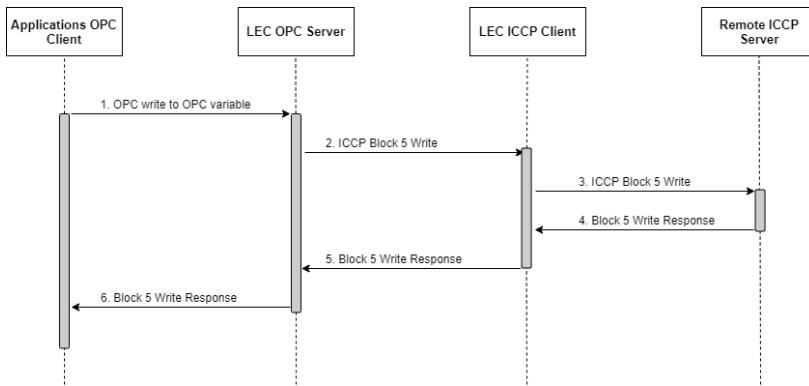 Applications OPC
Client
LEC OPC Server
LEC ICCP Client
Remote ICCP
Server
1. OPC write to OPC variable
2. ICCP Block 5 Write
3. ICCP Block 5 Write
4. Block 5 Write Response
5. Block 5 Write Response
6. Block 5 Write Response